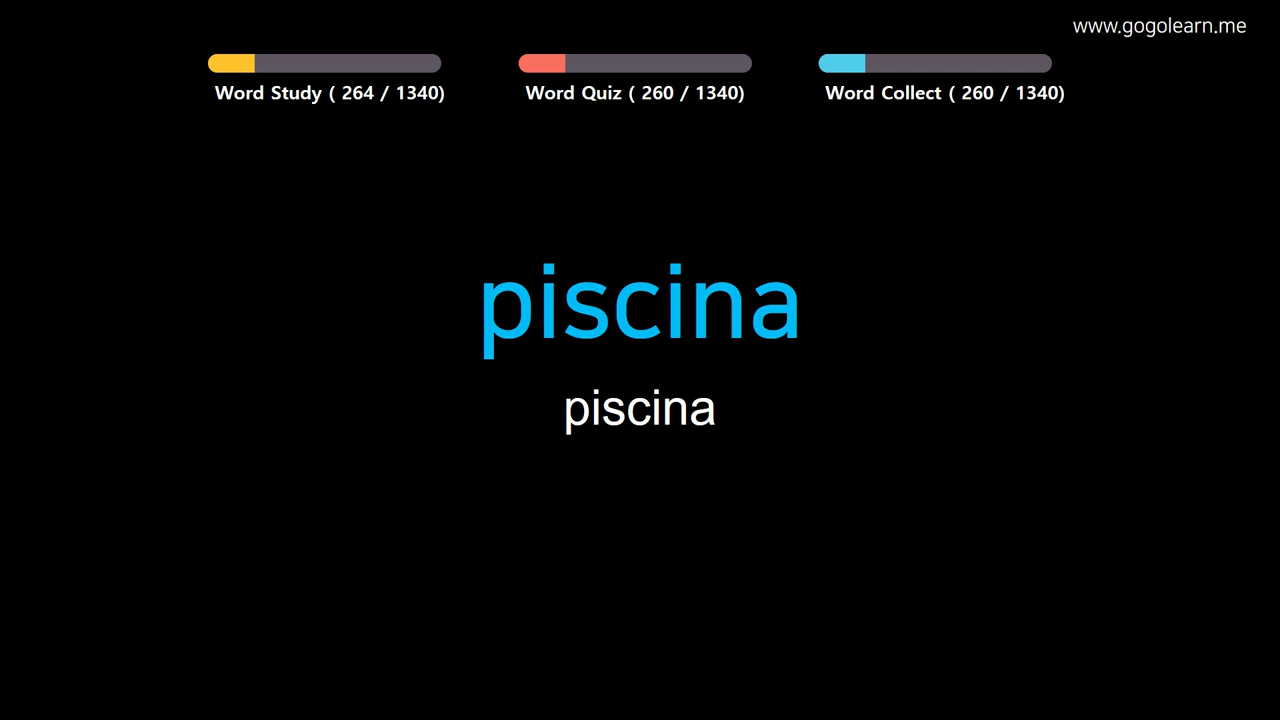 www.gogolearn.me
Word Study ( 264 / 1340)
Word Quiz ( 260 / 1340)
Word Collect ( 260 / 1340)
piscina
piscina